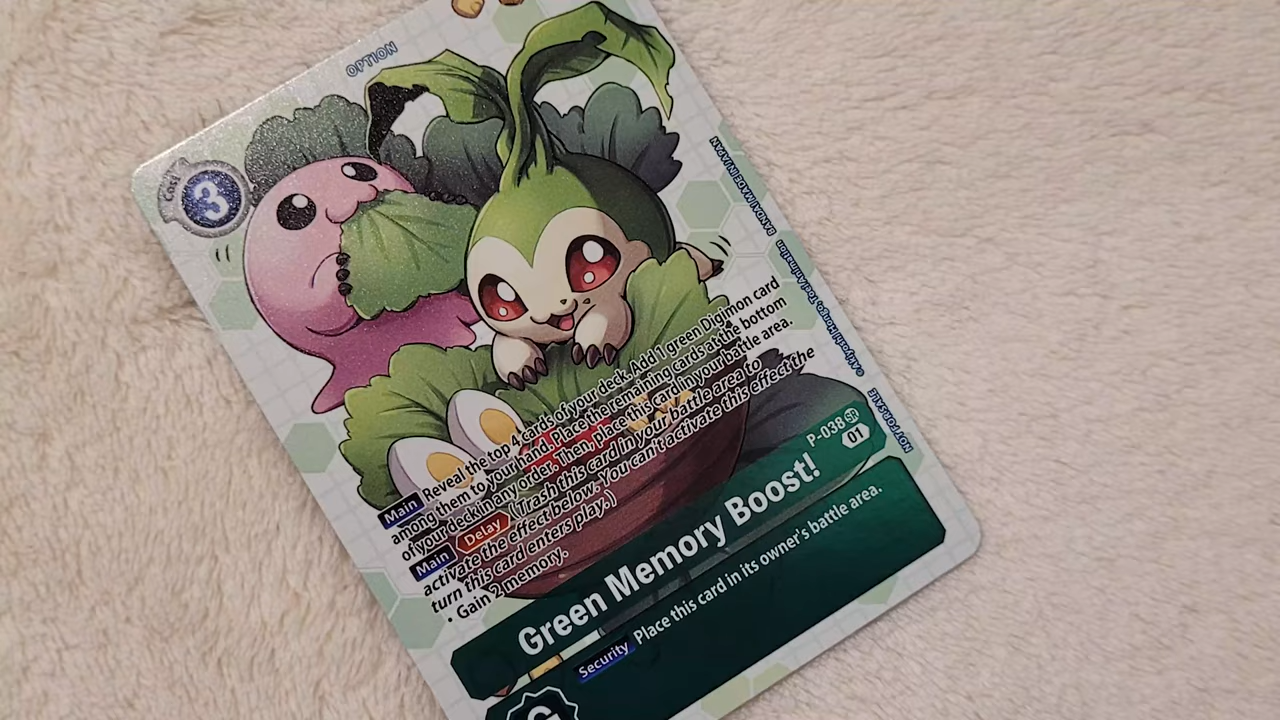 OPTION
Cost
3
BANDAI MADE IN JAPAN
© Akiyoshi Hongo, Toei Animation
NOT FOR SALE
Main Reveal the top 4 cards of your deck. Add 1 green Digimon card
among them to your hand. Place the remaining cards at the bottom
of your deck in any order. Then, place this card in your battle area.
Main Delay (Trash this card in your battle area to
activate the effect below. You can't activate this effect the
turn this card enters play.)
・Gain 2 memory.
P-038 SR
01
Green Memory Boost!
Security Place this card in its owner's battle area.
G